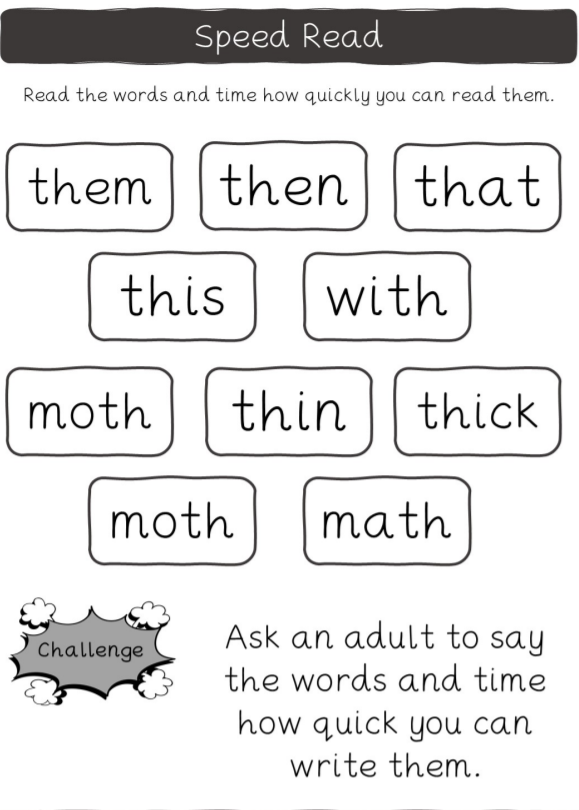 Speed Read
Read the words and time how quickly you can read them.
them then that
this with
moth thin thick
moth math
Challenge
Ask an adult to say
the words and time
how quick you can
write them.